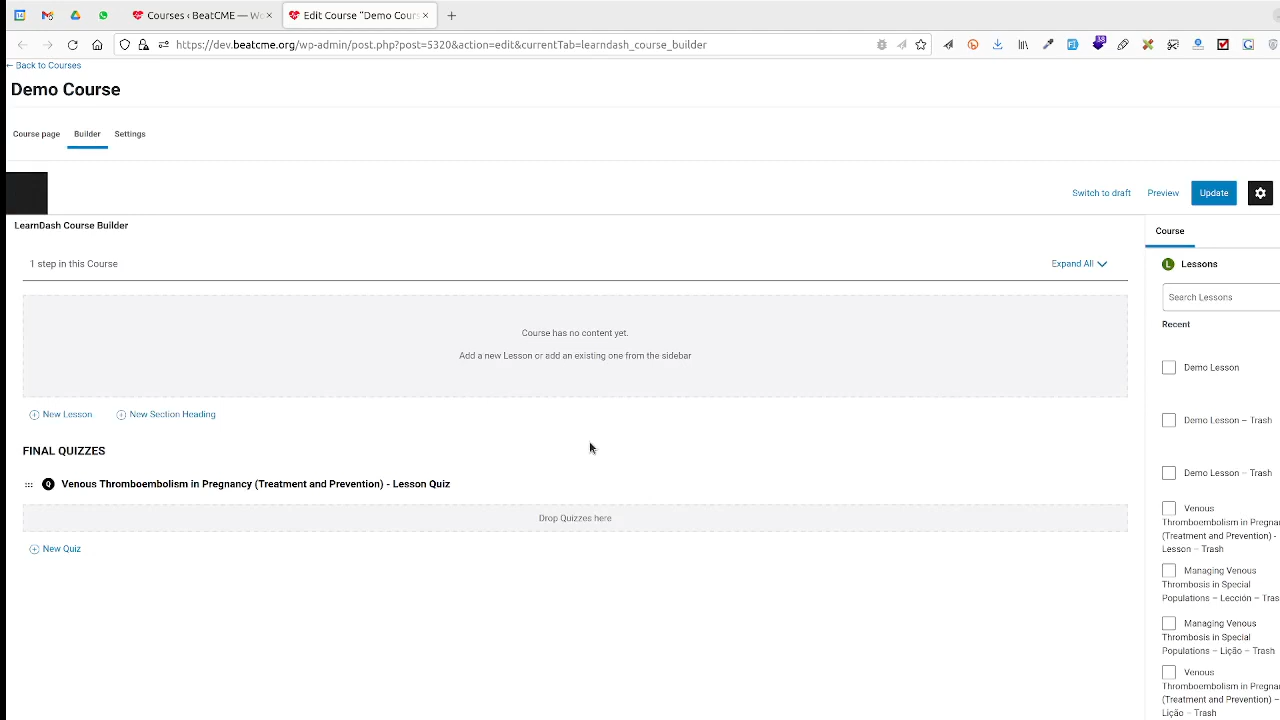 Courses ‹ BeatCME — Wo
Edit Course "Demo Cours
https://dev.beatcme.org/wp-admin/post.php?post=5320&action=edit&currentTab=learndash_course_builder
← Back to Courses
Demo Course
Course page
Builder
Settings
Switch to draft
Preview
Update
LearnDash Course Builder
Course
1 step in this Course
Expand All
L Lessons
Search Lessons
Recent
Course has no content yet.
Add a new Lesson or add an existing one from the sidebar
Demo Lesson
New Lesson
New Section Heading
Demo Lesson – Trash
FINAL QUIZZES
Demo Lesson – Trash
Q Venous Thromboembolism in Pregnancy (Treatment and Prevention) - Lesson Quiz
Drop Quizzes here
New Quiz
Venous
Thromboembolism in Pregna
(Treatment and Prevention) -
Lesson – Trash
Managing Venous
Thrombosis in Special
Populations – Lección – Tras
Managing Venous
Thrombosis in Special
Populations – Lição – Trash
Venous
Thromboembolism in Pregna
(Treatment and Prevention) –
Lição – Trash